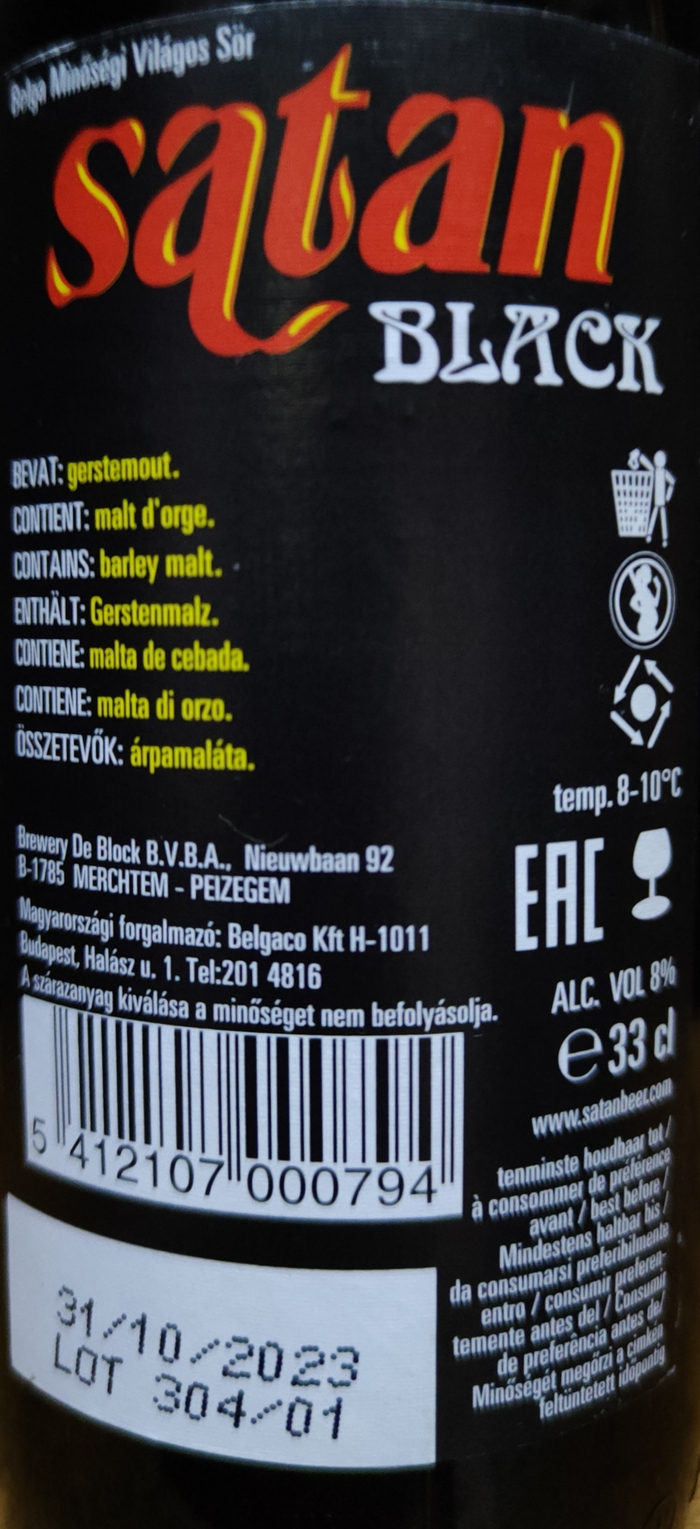 Belga Minőségi Világos Sör
satan
BLACK
BEVAT: gerstemout.
CONTIENT: malt d'orge.
CONTAINS: barley malt.
ENTHÄLT: Gerstenmalz.
CONTIENE: malta de cebada.
CONTIENE: malta di orzo.
ÖSSZETEVŐK: árpamaláta.
temp. 8-10°C
Brewery De Block B.V.B.A., Nieuwbaan 92
B-1785 MERCHTEM - PEIZEGEM
Magyarországi forgalmazó: Belgaco Kft H-1011
Budapest, Halász u. 1. Tel:201 4816
A szárazanyag kiválása a minőséget nem befolyásolja.
EAC
ALC. VOL 8%
e 33 cl
www.satanbeer.com
5 412107 000794
tenminste houdbaar tot /
à consommer de préférence
avant / best before /
Mindestens haltbar bis /
da consumarsi preferibilmente
entro / consumir preferen-
temente antes del / Consumir
de preferência antes de/
Minőségét megőrzi a címkén
feltüntetett időpontig
31/10/2023
LOT 304/01